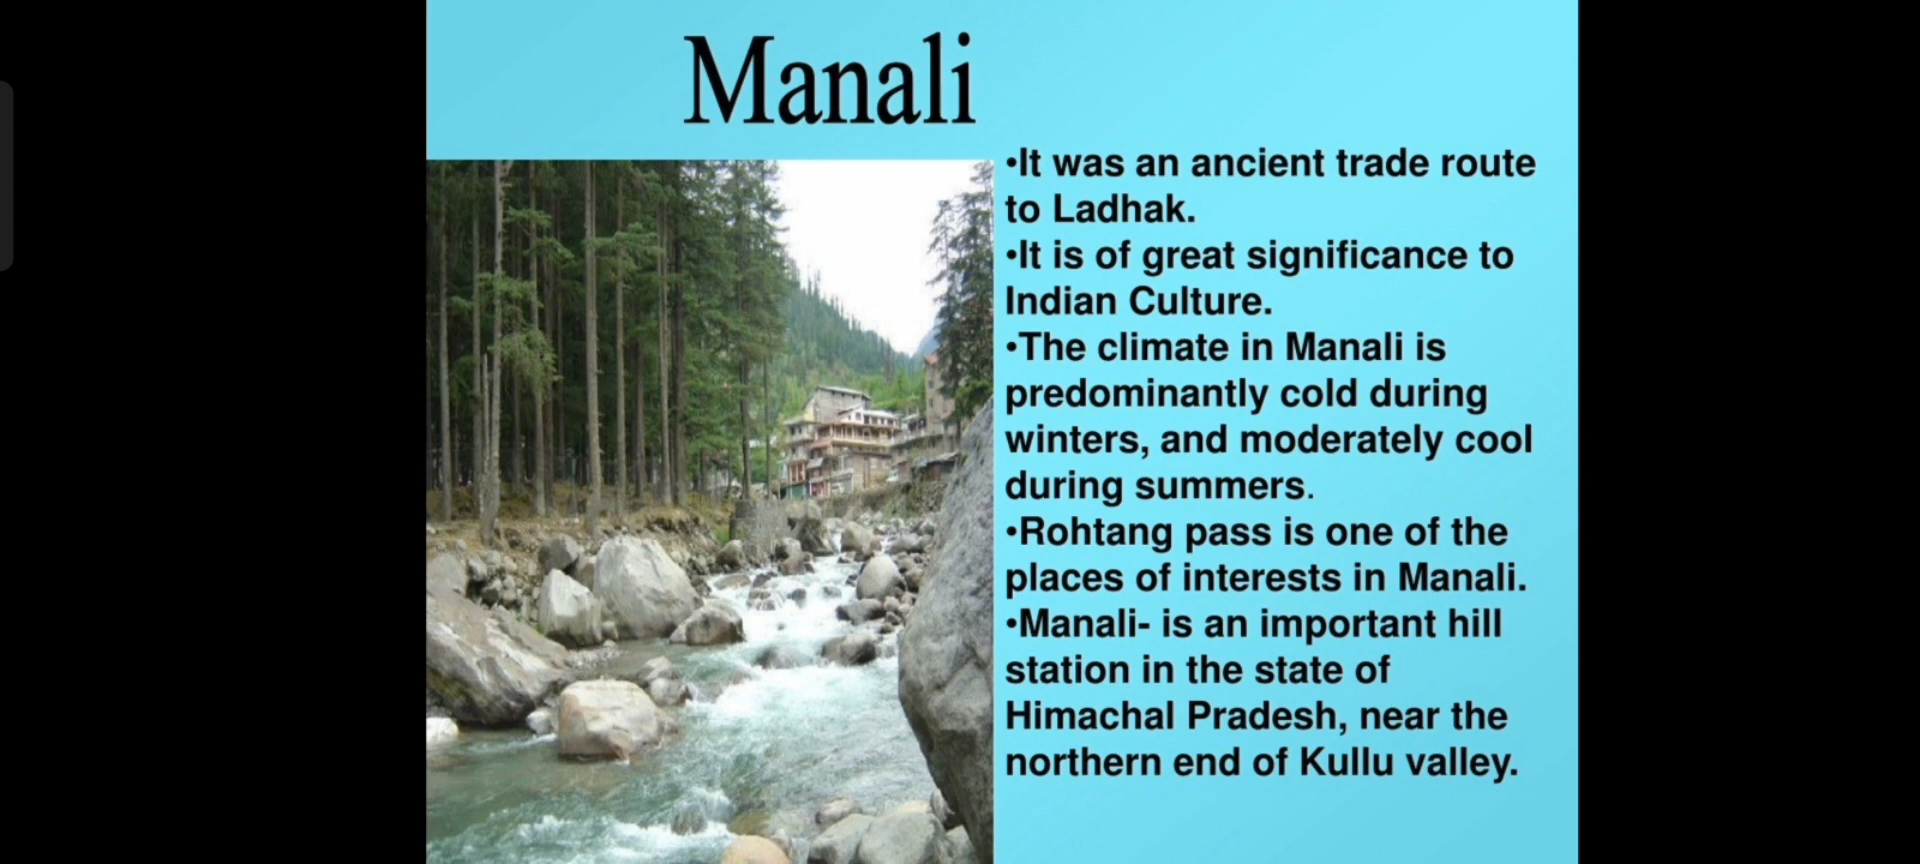 Manali
•It was an ancient trade route
to Ladhak.
•It is of great significance to
Indian Culture.
•The climate in Manali is
predominantly cold during
winters, and moderately cool
during summers.
•Rohtang pass is one of the
places of interests in Manali.
•Manali- is an important hill
station in the state of
Himachal Pradesh, near the
northern end of Kullu valley.